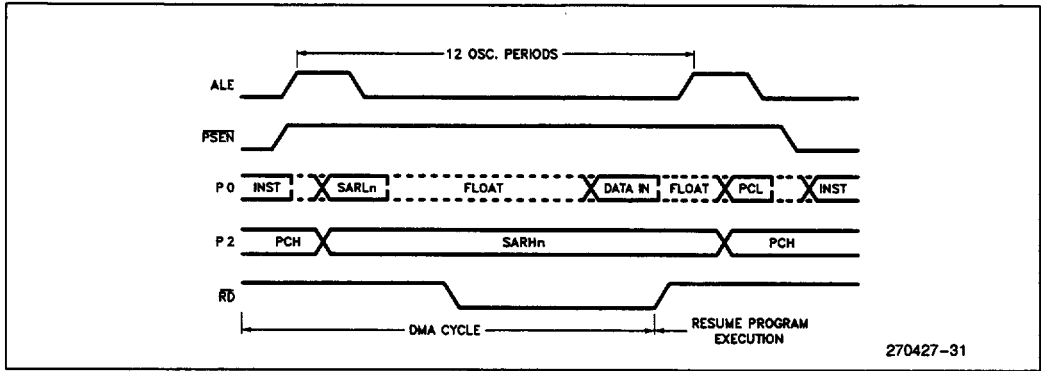 12 OSC. PERIODS
ALE
PSEN
P0 INST SARLn FLOAT DATA IN FLOAT PCL INST
P2 PCH SARHn PCH
RD
DMA CYCLE
RESUME PROGRAM
EXECUTION
270427-31